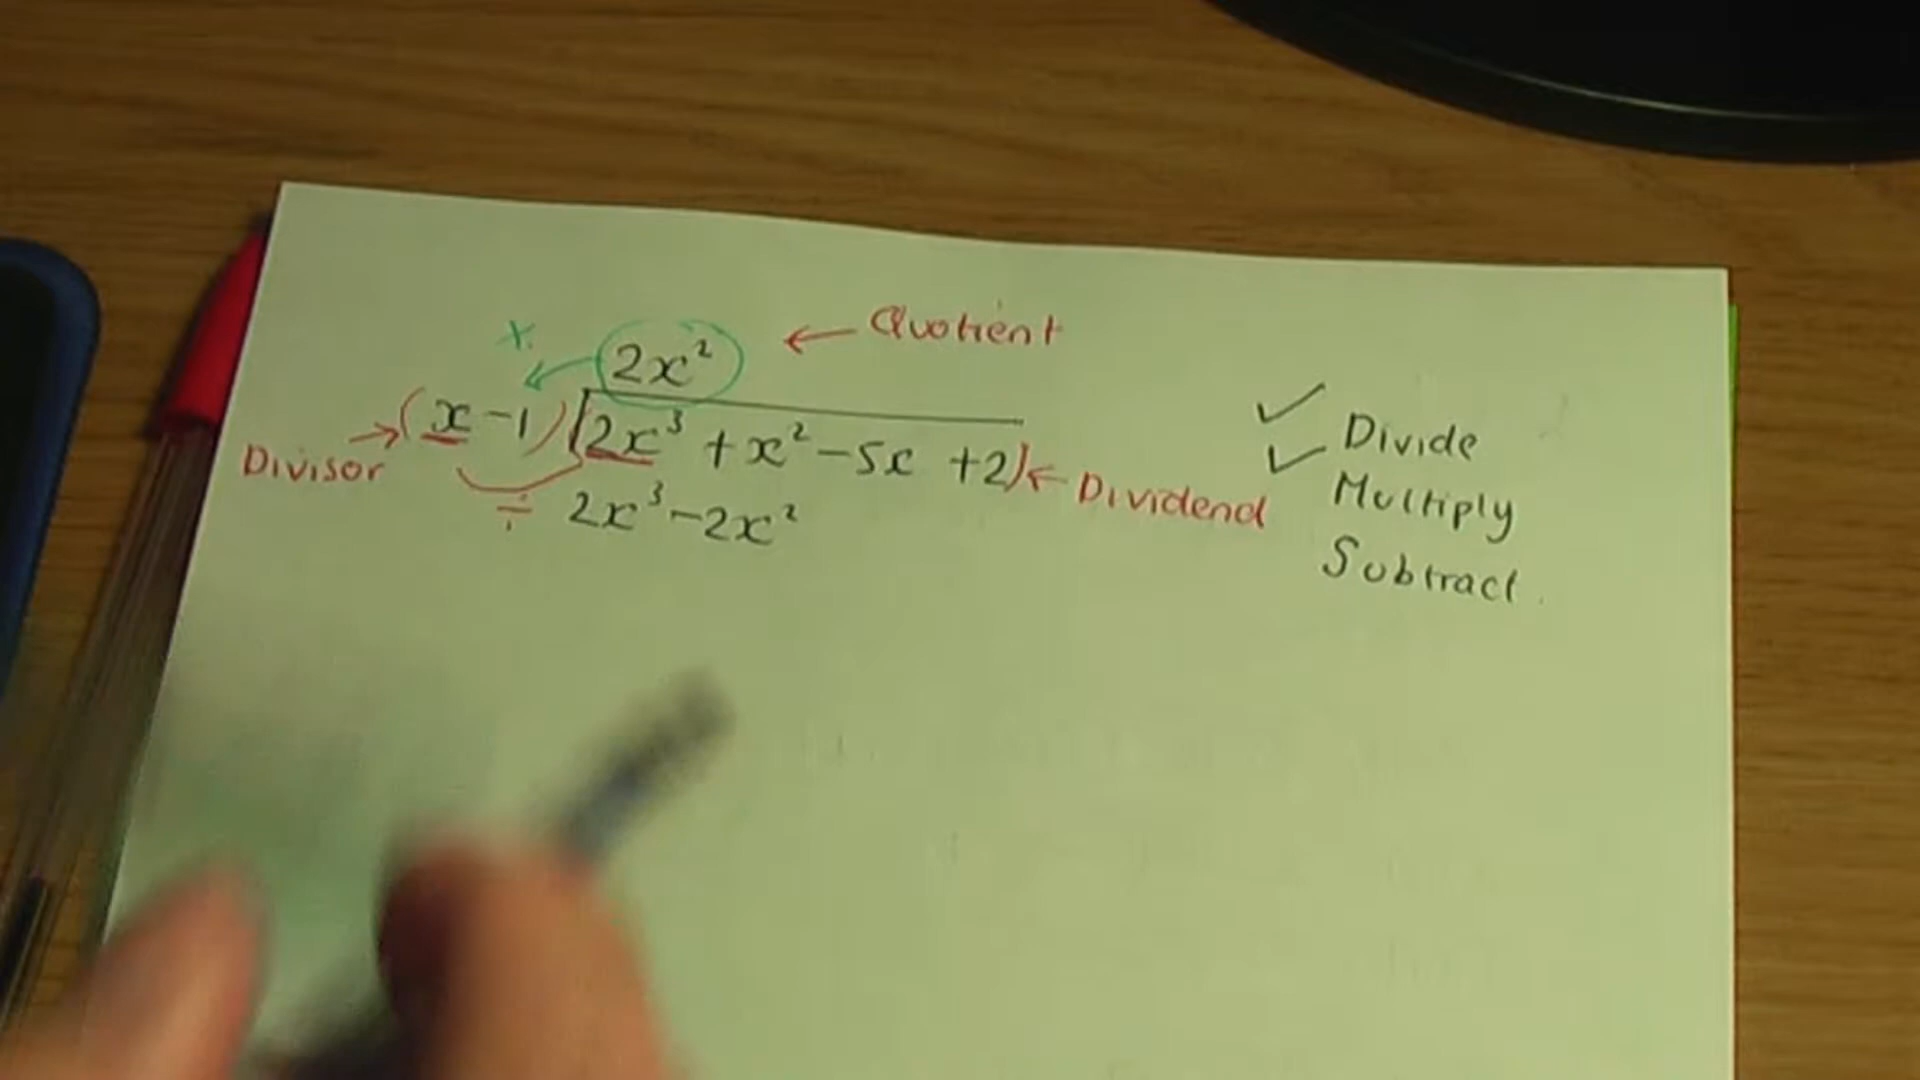 × 2x² ← Quotient
Divisor → (x-1) 2x³ + x² - 5x + 2) ← Dividend
÷ 2x³ - 2x²
✓ Divide
✓ Multiply
Subtract.